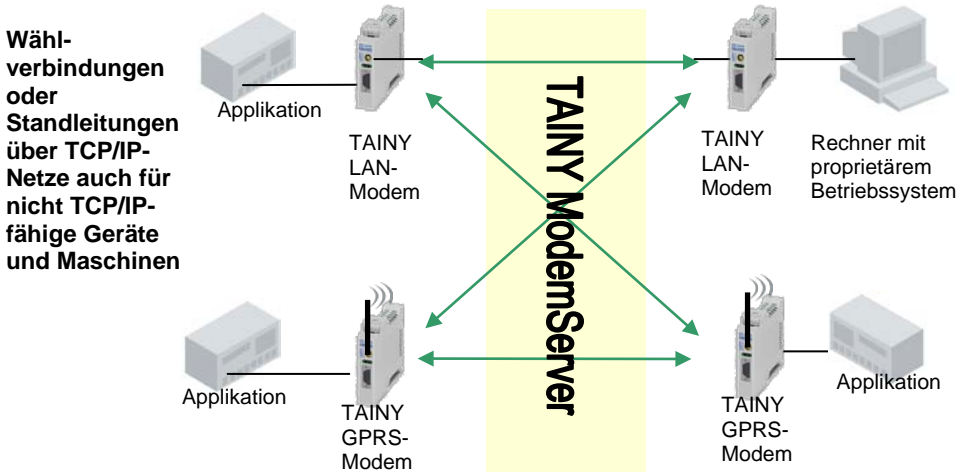 Wähl-
verbindungen
oder
Standleitungen
über TCP/IP-
Netze auch für
nicht TCP/IP-
fähige Geräte
und Maschinen
Applikation
TAINY
LAN-
Modem
TAINY ModemServer
TAINY
LAN-
Modem
Rechner mit
proprietärem
Betriebssystem
Applikation
TAINY
GPRS-
Modem
TAINY
GPRS-
Modem
Applikation